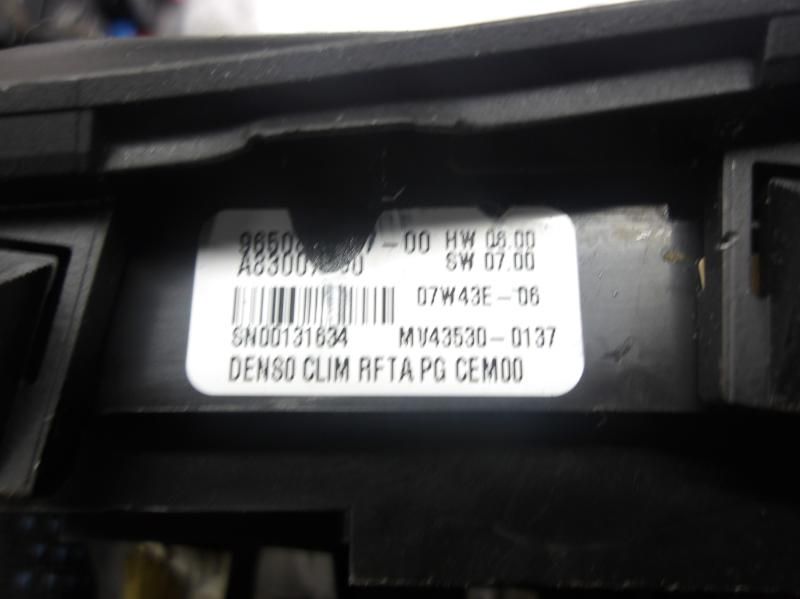 -00 HW 08.00
SW 07.00
07W43E-06
SN00131634 MV43530-0137
DENSO CLIM RFTA PG CEM00